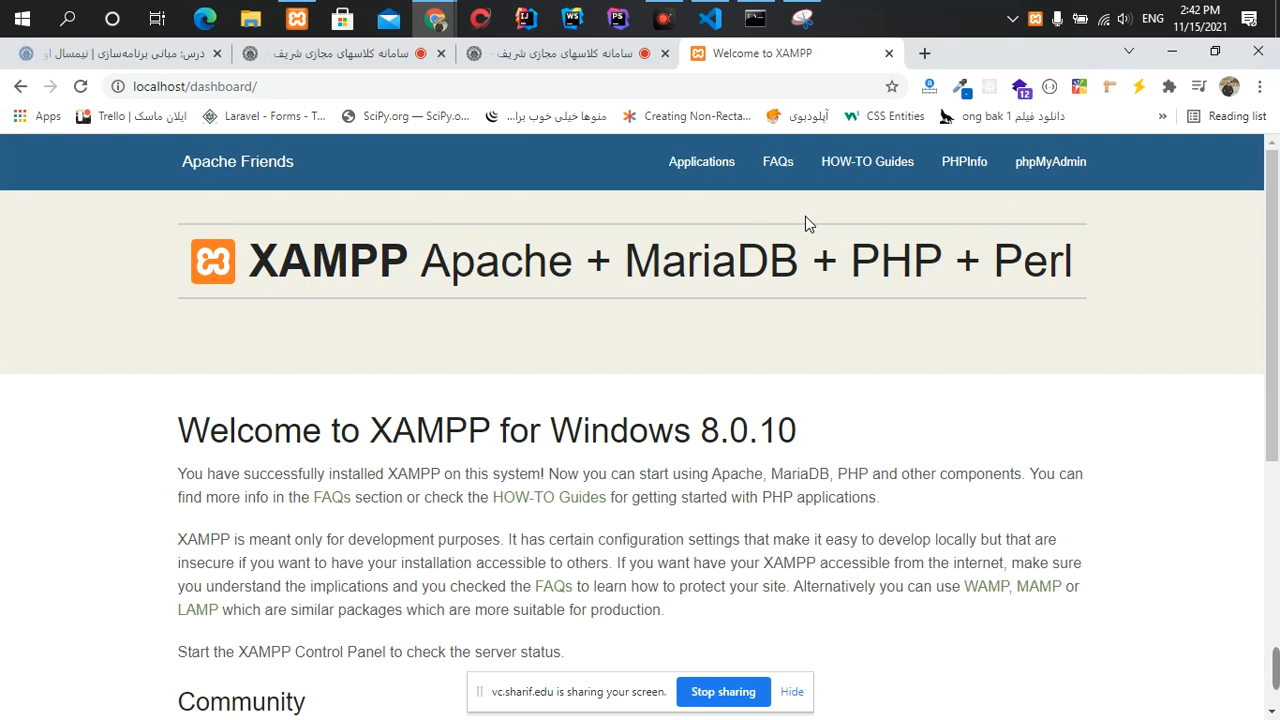 2:42 PM
ENG
11/15/2021
درس: مبانی برنامه‌سازی | نیمسال او
سامانه کلاسهای مجازی شریف -
سامانه کلاسهای مجازی شریف -
Welcome to XAMPP
localhost/dashboard/
12
Apps
Trello | ایلان ماسک
Laravel - Forms - T...
SciPy.org — SciPy.o...
منوها خیلی خوب برا...
Creating Non-Recta...
آپلودبوی
CSS Entities
دانلود فیلم ong bak 1
»
Reading list
Apache Friends
Applications
FAQs
HOW-TO Guides
PHPInfo
phpMyAdmin
XAMPP Apache + MariaDB + PHP + Perl
Welcome to XAMPP for Windows 8.0.10
You have successfully installed XAMPP on this system! Now you can start using Apache, MariaDB, PHP and other components. You can
find more info in the FAQs section or check the HOW-TO Guides for getting started with PHP applications.
XAMPP is meant only for development purposes. It has certain configuration settings that make it easy to develop locally but that are
insecure if you want to have your installation accessible to others. If you want have your XAMPP accessible from the internet, make sure
you understand the implications and you checked the FAQs to learn how to protect your site. Alternatively you can use WAMP, MAMP or
LAMP which are similar packages which are more suitable for production.
Start the XAMPP Control Panel to check the server status.
vc.sharif.edu is sharing your screen.
Stop sharing
Hide
Community